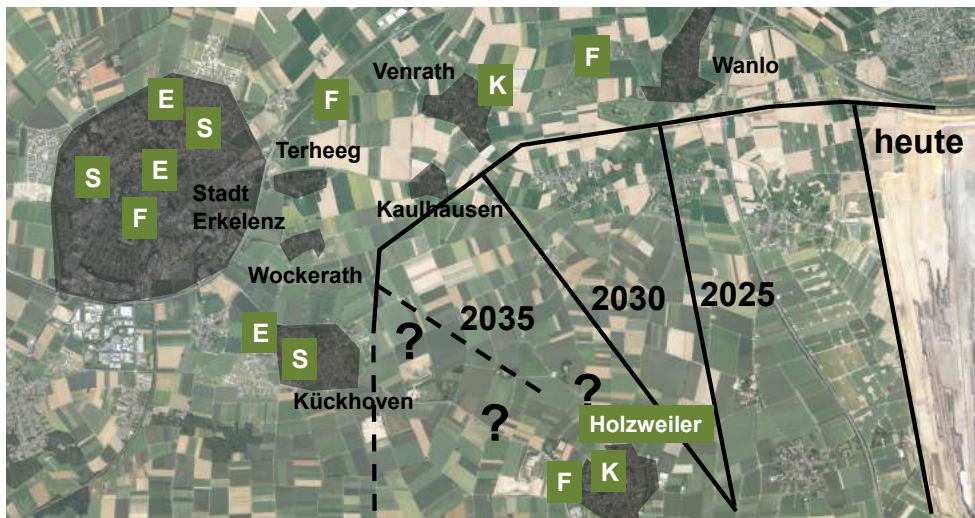 Venrath
K
F
Wanlo
E
F
S
heute
Terheeg
S
E
Stadt
Erkelenz
F
Kaulhausen
Wockerath
2035
2030
2025
E
S
?
Kückhoven
?
?
Holzweiler
F
K